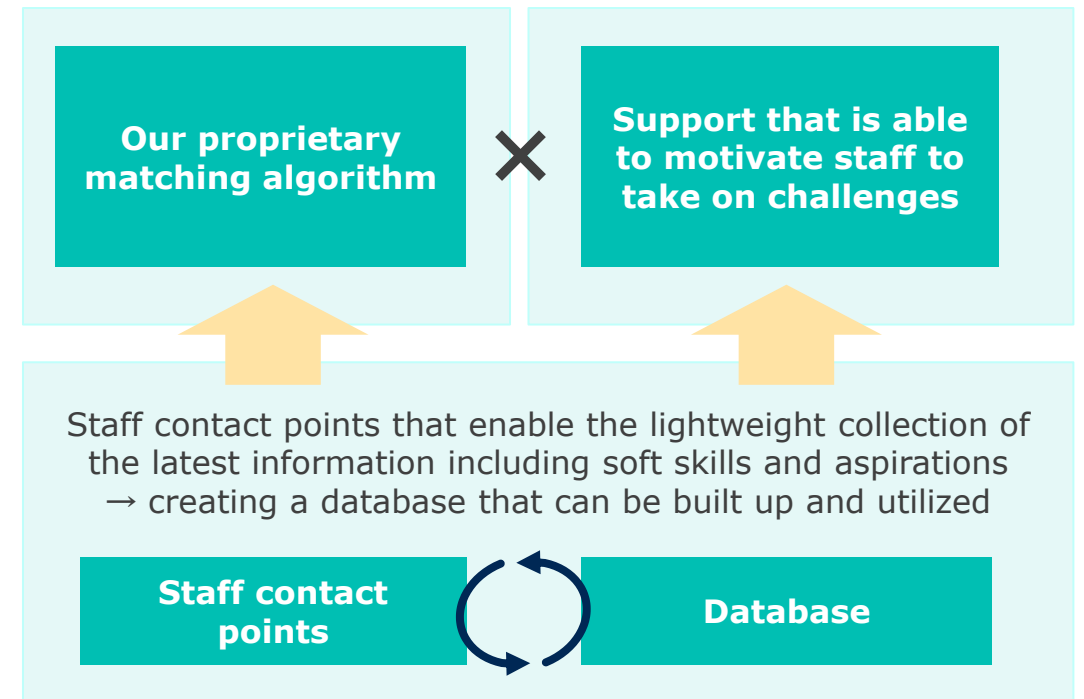 Our proprietary
matching algorithm
×
Support that is able
to motivate staff to
take on challenges
Staff contact points that enable the lightweight collection of
the latest information including soft skills and aspirations
→ creating a database that can be built up and utilized
Staff contact
points
Database